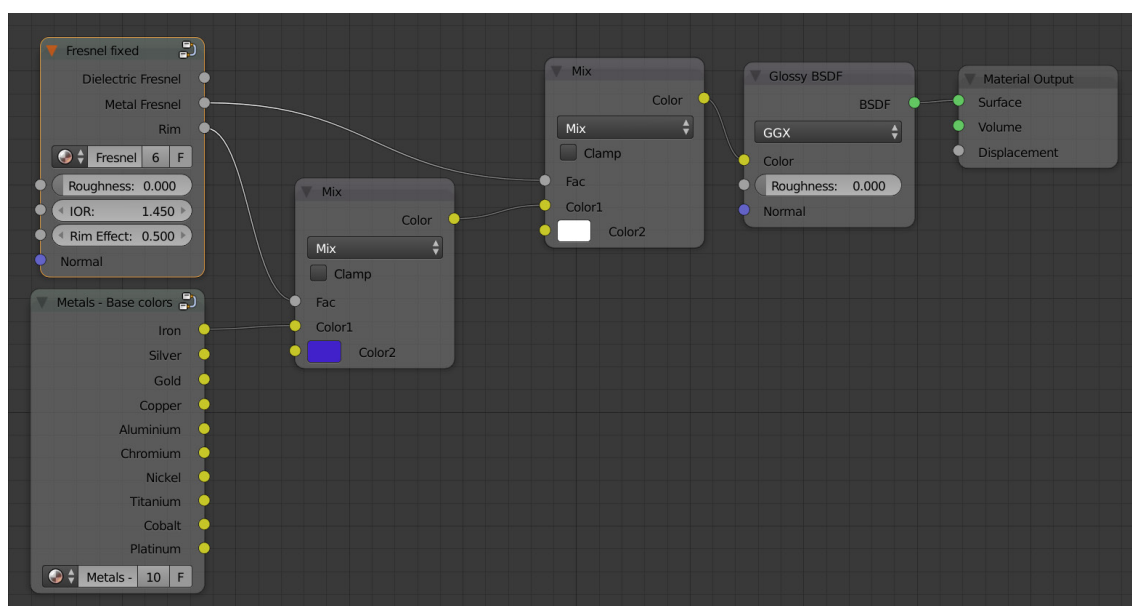 Fresnel fixed
Dielectric Fresnel
Metal Fresnel
Rim
Fresnel 6 F
Roughness: 0.000
IOR: 1.450
Rim Effect: 0.500
Normal
Metals - Base colors
Iron
Silver
Gold
Copper
Aluminium
Chromium
Nickel
Titanium
Cobalt
Platinum
Metals - 10 F
Mix
Color
Mix
Clamp
Fac
Color1
Color2
Mix
Color
Mix
Clamp
Fac
Color1
Color2
Glossy BSDF
BSDF
GGX
Color
Roughness: 0.000
Normal
Material Output
Surface
Volume
Displacement